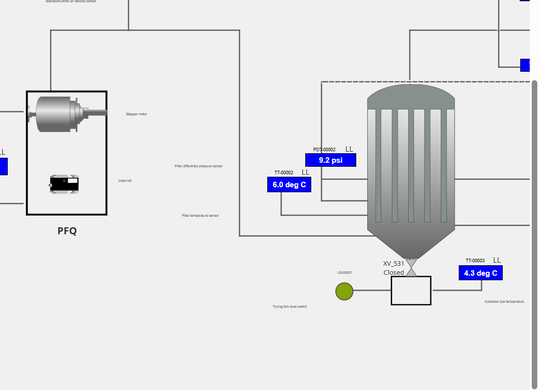 Stepper motor
LL
PDT-00002 LL
9.2 psi
Filter differential pressure sensor
TT-00002 LL
Load cell
6.0 deg C
Filter temperature sensor
PFQ
XV_531
Closed
TT-00003 LL
4.3 deg C
LS-00001
Tuning fork level switch
Collection tote temperature